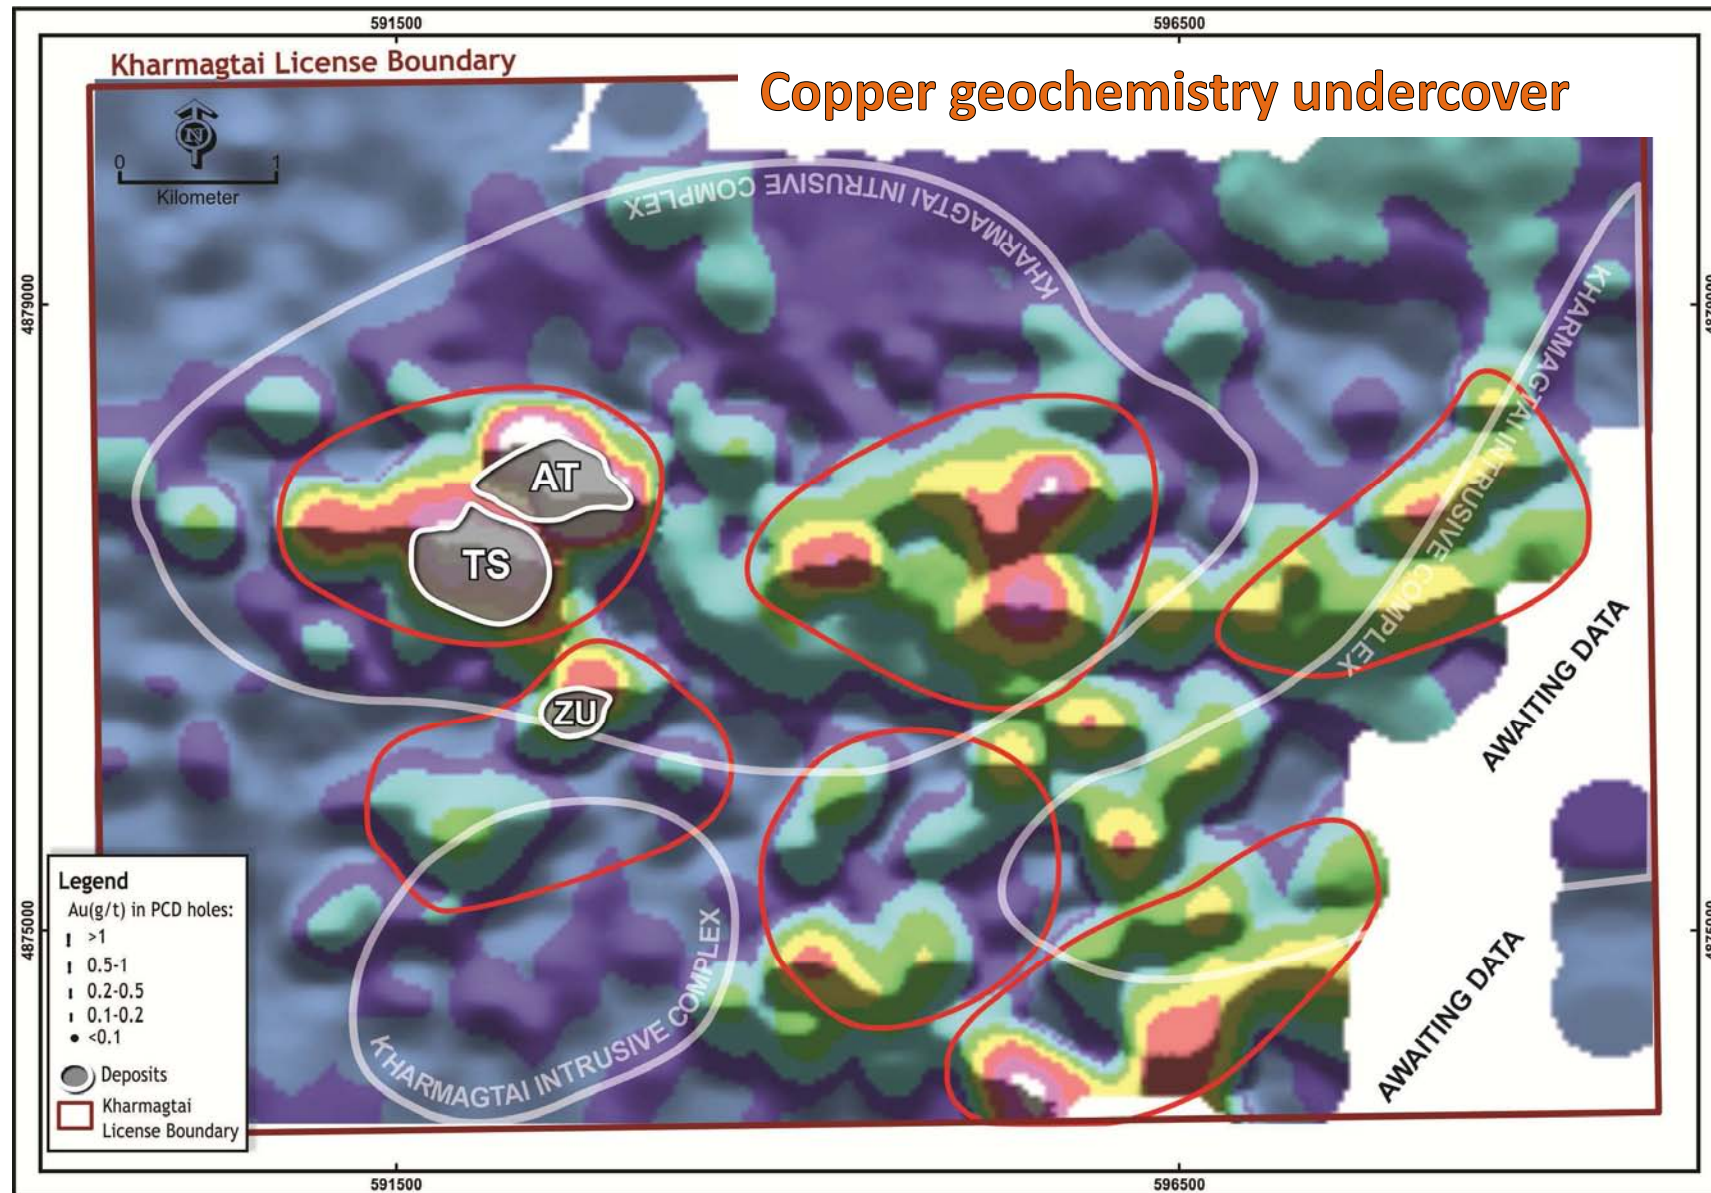 591500
596500
Kharmagtai License Boundary
Copper geochemistry undercover
N
0
1
Kilometer
KHARMAGTAI INTRUSIVE COMPLEX
KHARMAGTAI INTRUSIVE COMPLEX
4879000
4879000
AT
TS
ZU
AWAITING DATA
Legend
Au(g/t) in PCD holes:
>1
0.5-1
0.2-0.5
0.1-0.2
<0.1
Deposits
Kharmagtai
License Boundary
4875000
4875000
KHARMAGTAI INTRUSIVE COMPLEX
AWAITING DATA
591500
596500